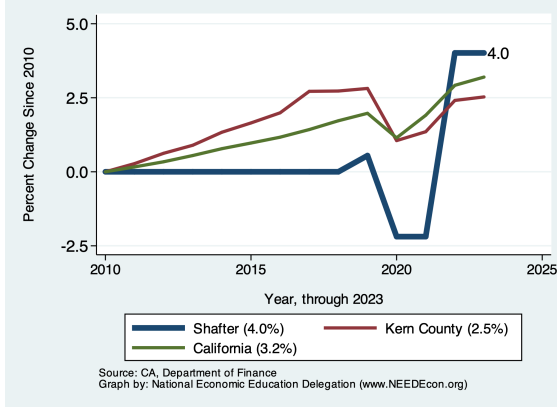 Percent Change Since 2010
5.0
2.5
0.0
-2.5
4.0
2010 2015 2020 2025
Year, through 2023
Shafter (4.0%) Kern County (2.5%)
California (3.2%)
Source: CA, Department of Finance
Graph by: National Economic Education Delegation (www.NEEDEcon.org)